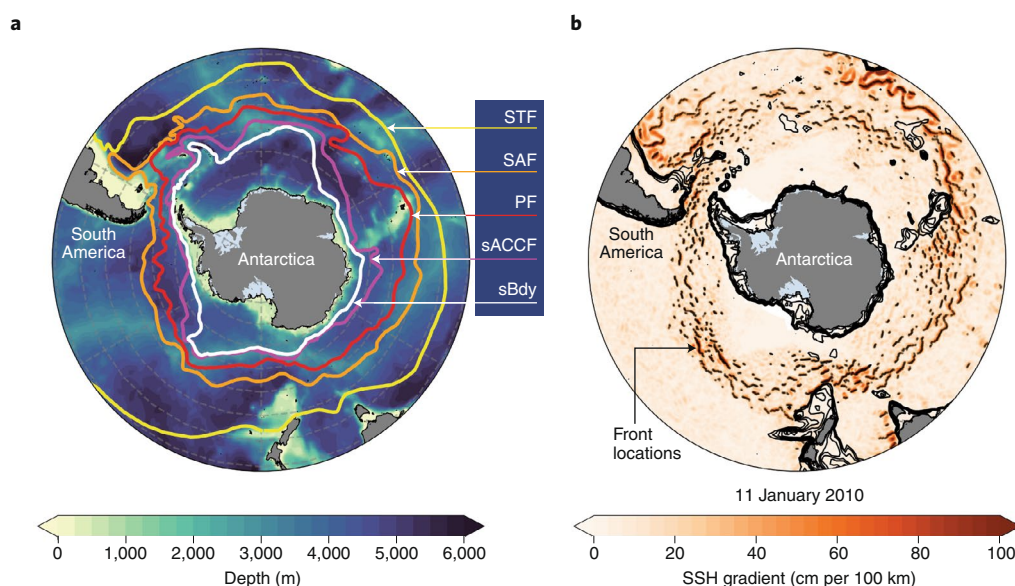 a
STF
SAF
PF
sACCF
sBdy
South
America
Antarctica
0 1,000 2,000 3,000 4,000 5,000 6,000
Depth (m)
b
South
America
Antarctica
Front
locations
11 January 2010
0 20 40 60 80 100
SSH gradient (cm per 100 km)